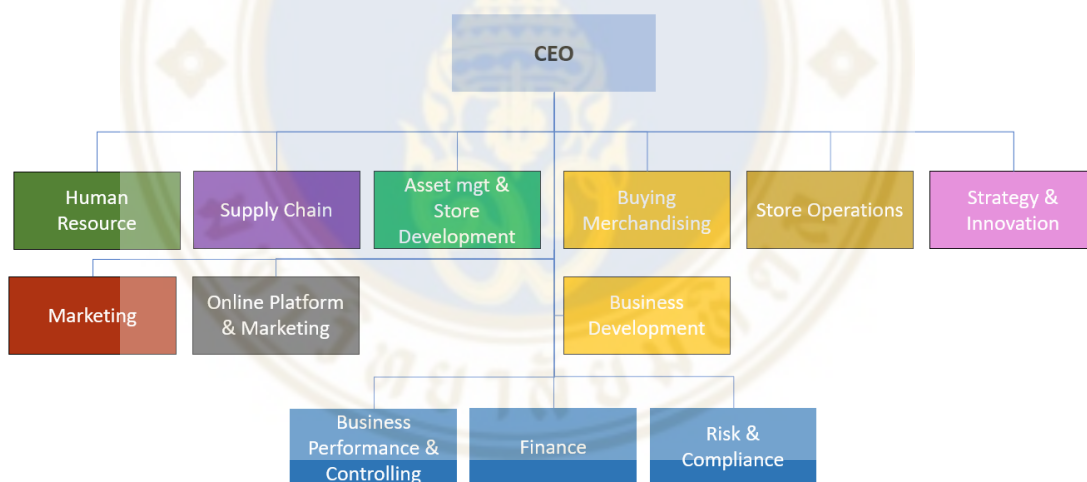 CEO
Human
Resource
Supply Chain
Asset mgt &
Store
Development
Buying
Merchandising
Store Operations
Strategy &
Innovation
Marketing
Online Platform
& Marketing
Business
Development
Business
Performance &
Controlling
Finance
Risk &
Compliance